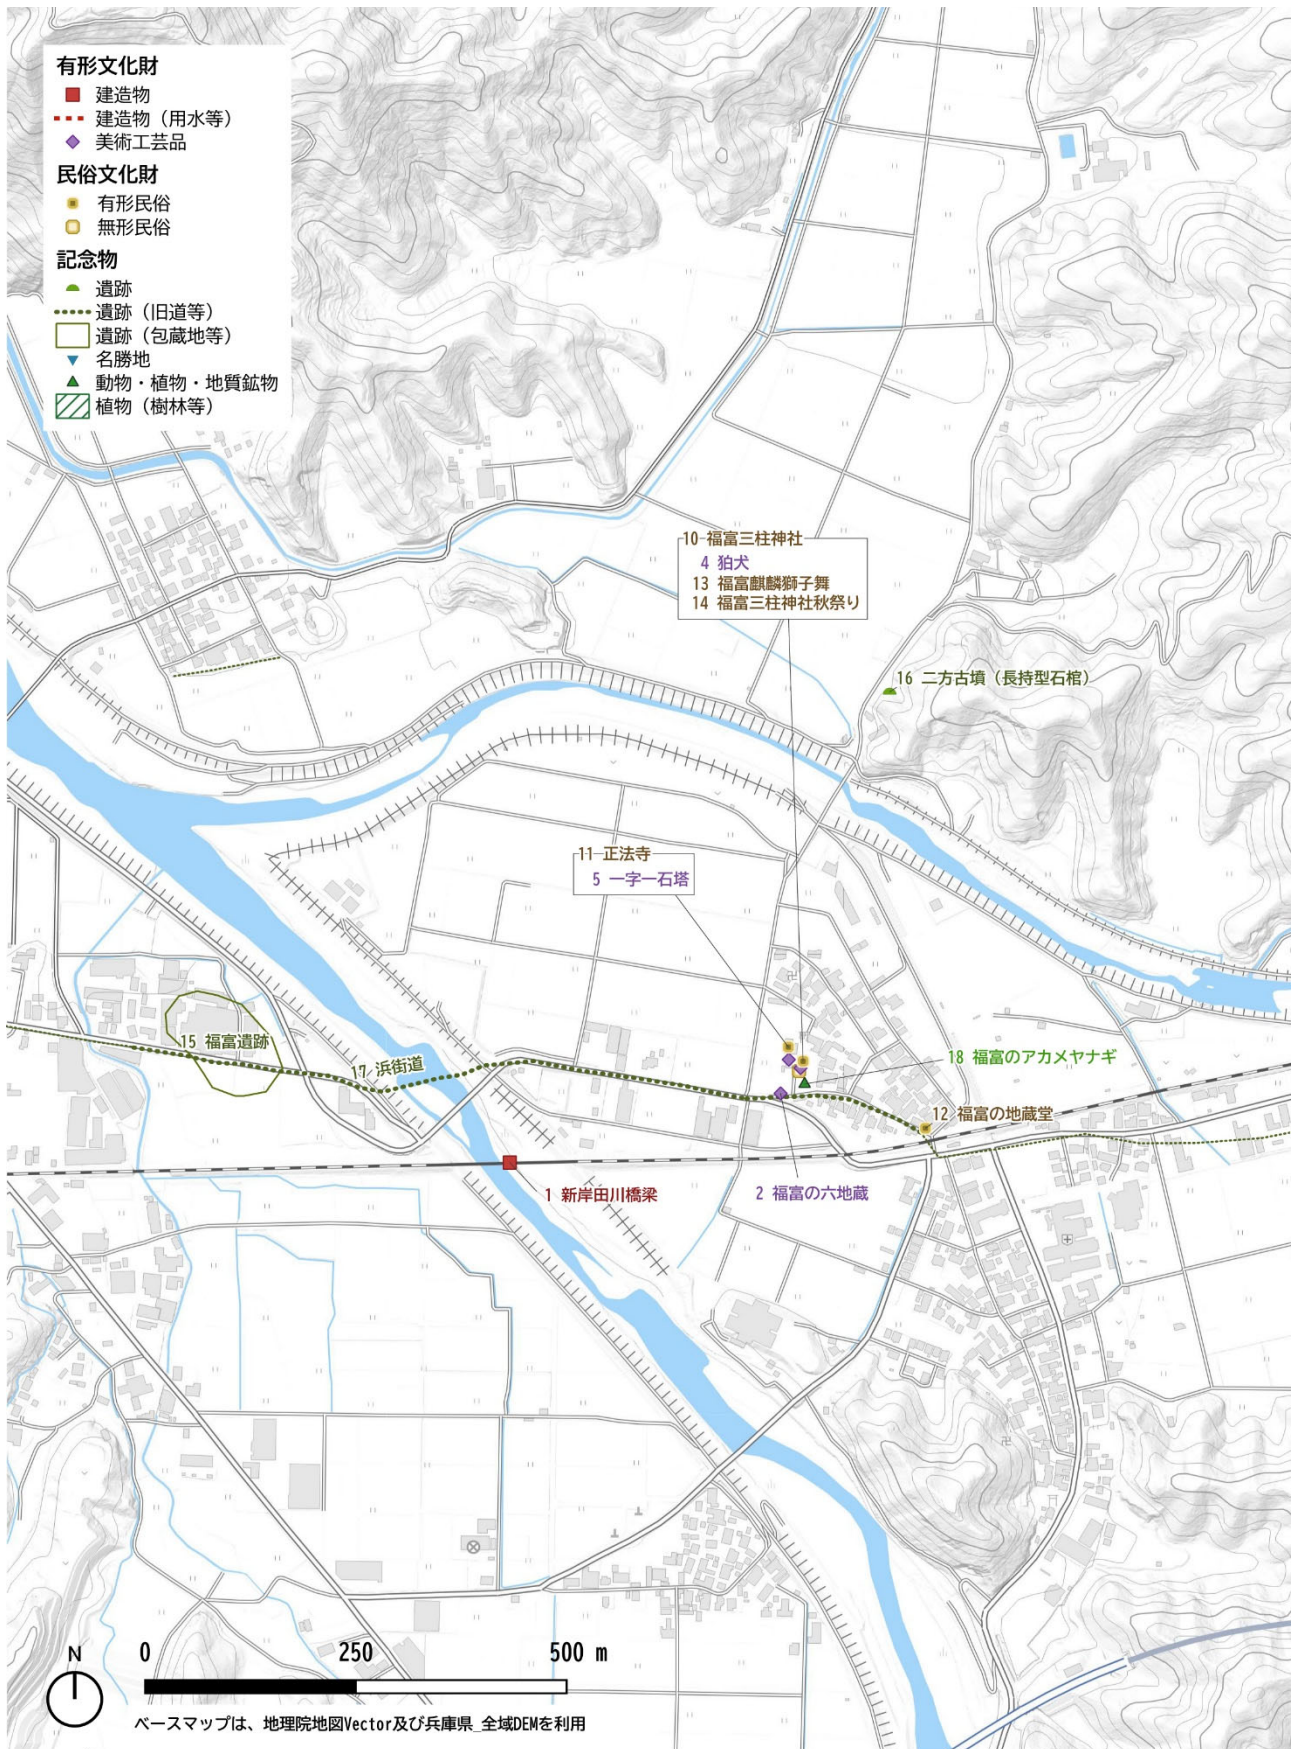 有形文化財
建造物
建造物（用水等）
美術工芸品
民俗文化財
有形民俗
無形民俗
記念物
遺跡
遺跡（旧道等）
遺跡（包蔵地等）
名勝地
動物・植物・地質鉱物
植物（樹林等）
10 福富三柱神社
4 狛犬
13 福富麒麟獅子舞
14 福富三柱神社秋祭り
16 二方古墳（長持型石棺）
11 正法寺
5 一字一石塔
15 福富遺跡
17 浜街道
18 福富のアカメヤナギ
12 福富の地蔵堂
1 新岸田川橋梁
2 福富の六地蔵
N
0 250 500 m
ベースマップは、地理院地図Vector及び兵庫県_全域DEMを利用